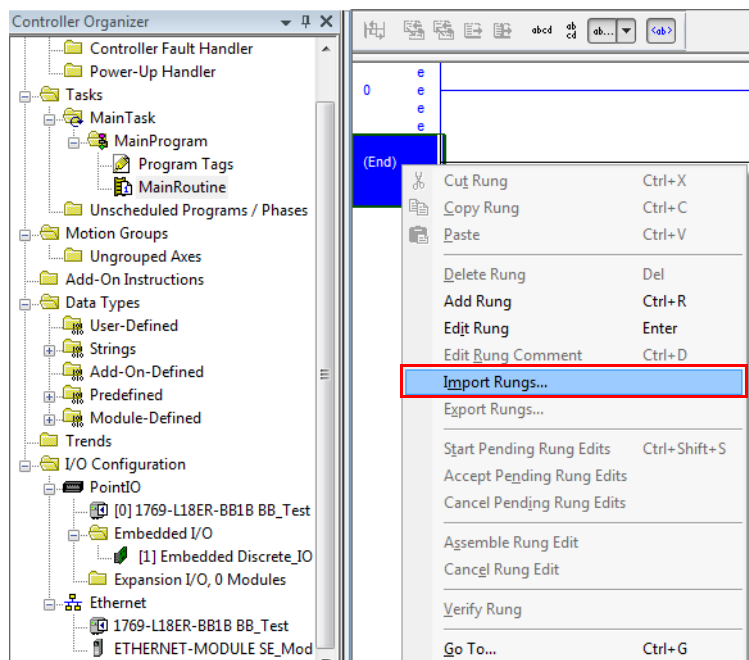 Controller Organizer
Controller Fault Handler
Power-Up Handler
Tasks
MainTask
MainProgram
Program Tags
MainRoutine
Unscheduled Programs / Phases
Motion Groups
Ungrouped Axes
Add-On Instructions
Data Types
User-Defined
Strings
Add-On-Defined
Predefined
Module-Defined
Trends
I/O Configuration
PointIO
[0] 1769-L18ER-BB1B BB_Test
Embedded I/O
[1] Embedded Discrete_IO
Expansion I/O, 0 Modules
Ethernet
1769-L18ER-BB1B BB_Test
ETHERNET-MODULE SE_Mod
abcd ab cd ab... <ab>
e
0 e
e
e
(End)
Cut Rung Ctrl+X
Copy Rung Ctrl+C
Paste Ctrl+V
Delete Rung Del
Add Rung Ctrl+R
Edit Rung Enter
Edit Rung Comment Ctrl+D
Import Rungs...
Export Rungs...
Start Pending Rung Edits Ctrl+Shift+S
Accept Pending Rung Edits
Cancel Pending Rung Edits
Assemble Rung Edit
Cancel Rung Edit
Verify Rung
Go To... Ctrl+G